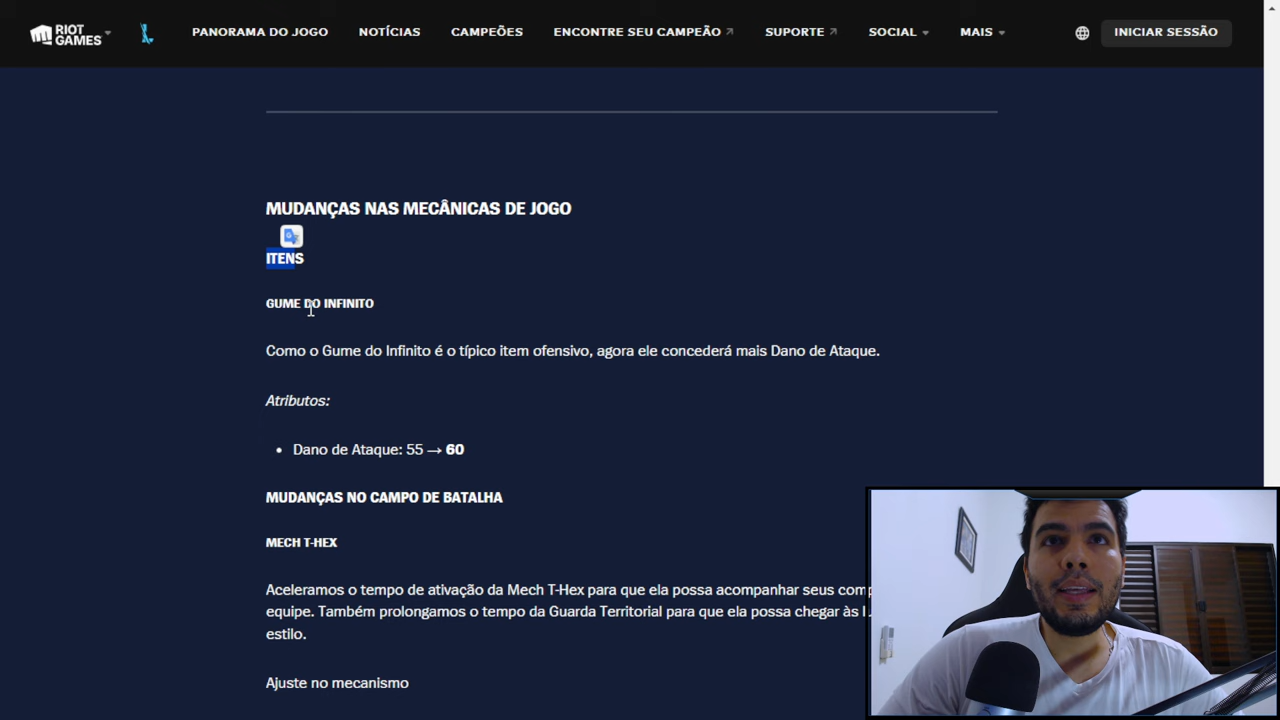 RIOT GAMES
PANORAMA DO JOGO NOTÍCIAS CAMPEÕES ENCONTRE SEU CAMPEÃO SUPORTE SOCIAL MAIS INICIAR SESSÃO
MUDANÇAS NAS MECÂNICAS DE JOGO
ITENS
GUME DO INFINITO
Como o Gume do Infinito é o típico item ofensivo, agora ele concederá mais Dano de Ataque.
Atributos:
• Dano de Ataque: 55 → 60
MUDANÇAS NO CAMPO DE BATALHA
MECH T-HEX
Aceleramos o tempo de ativação da Mech T-Hex para que ela possa acompanhar seus
equipe. Também prolongamos o tempo da Guarda Territorial para que ela possa chegar às
estilo.
Ajuste no mecanismo